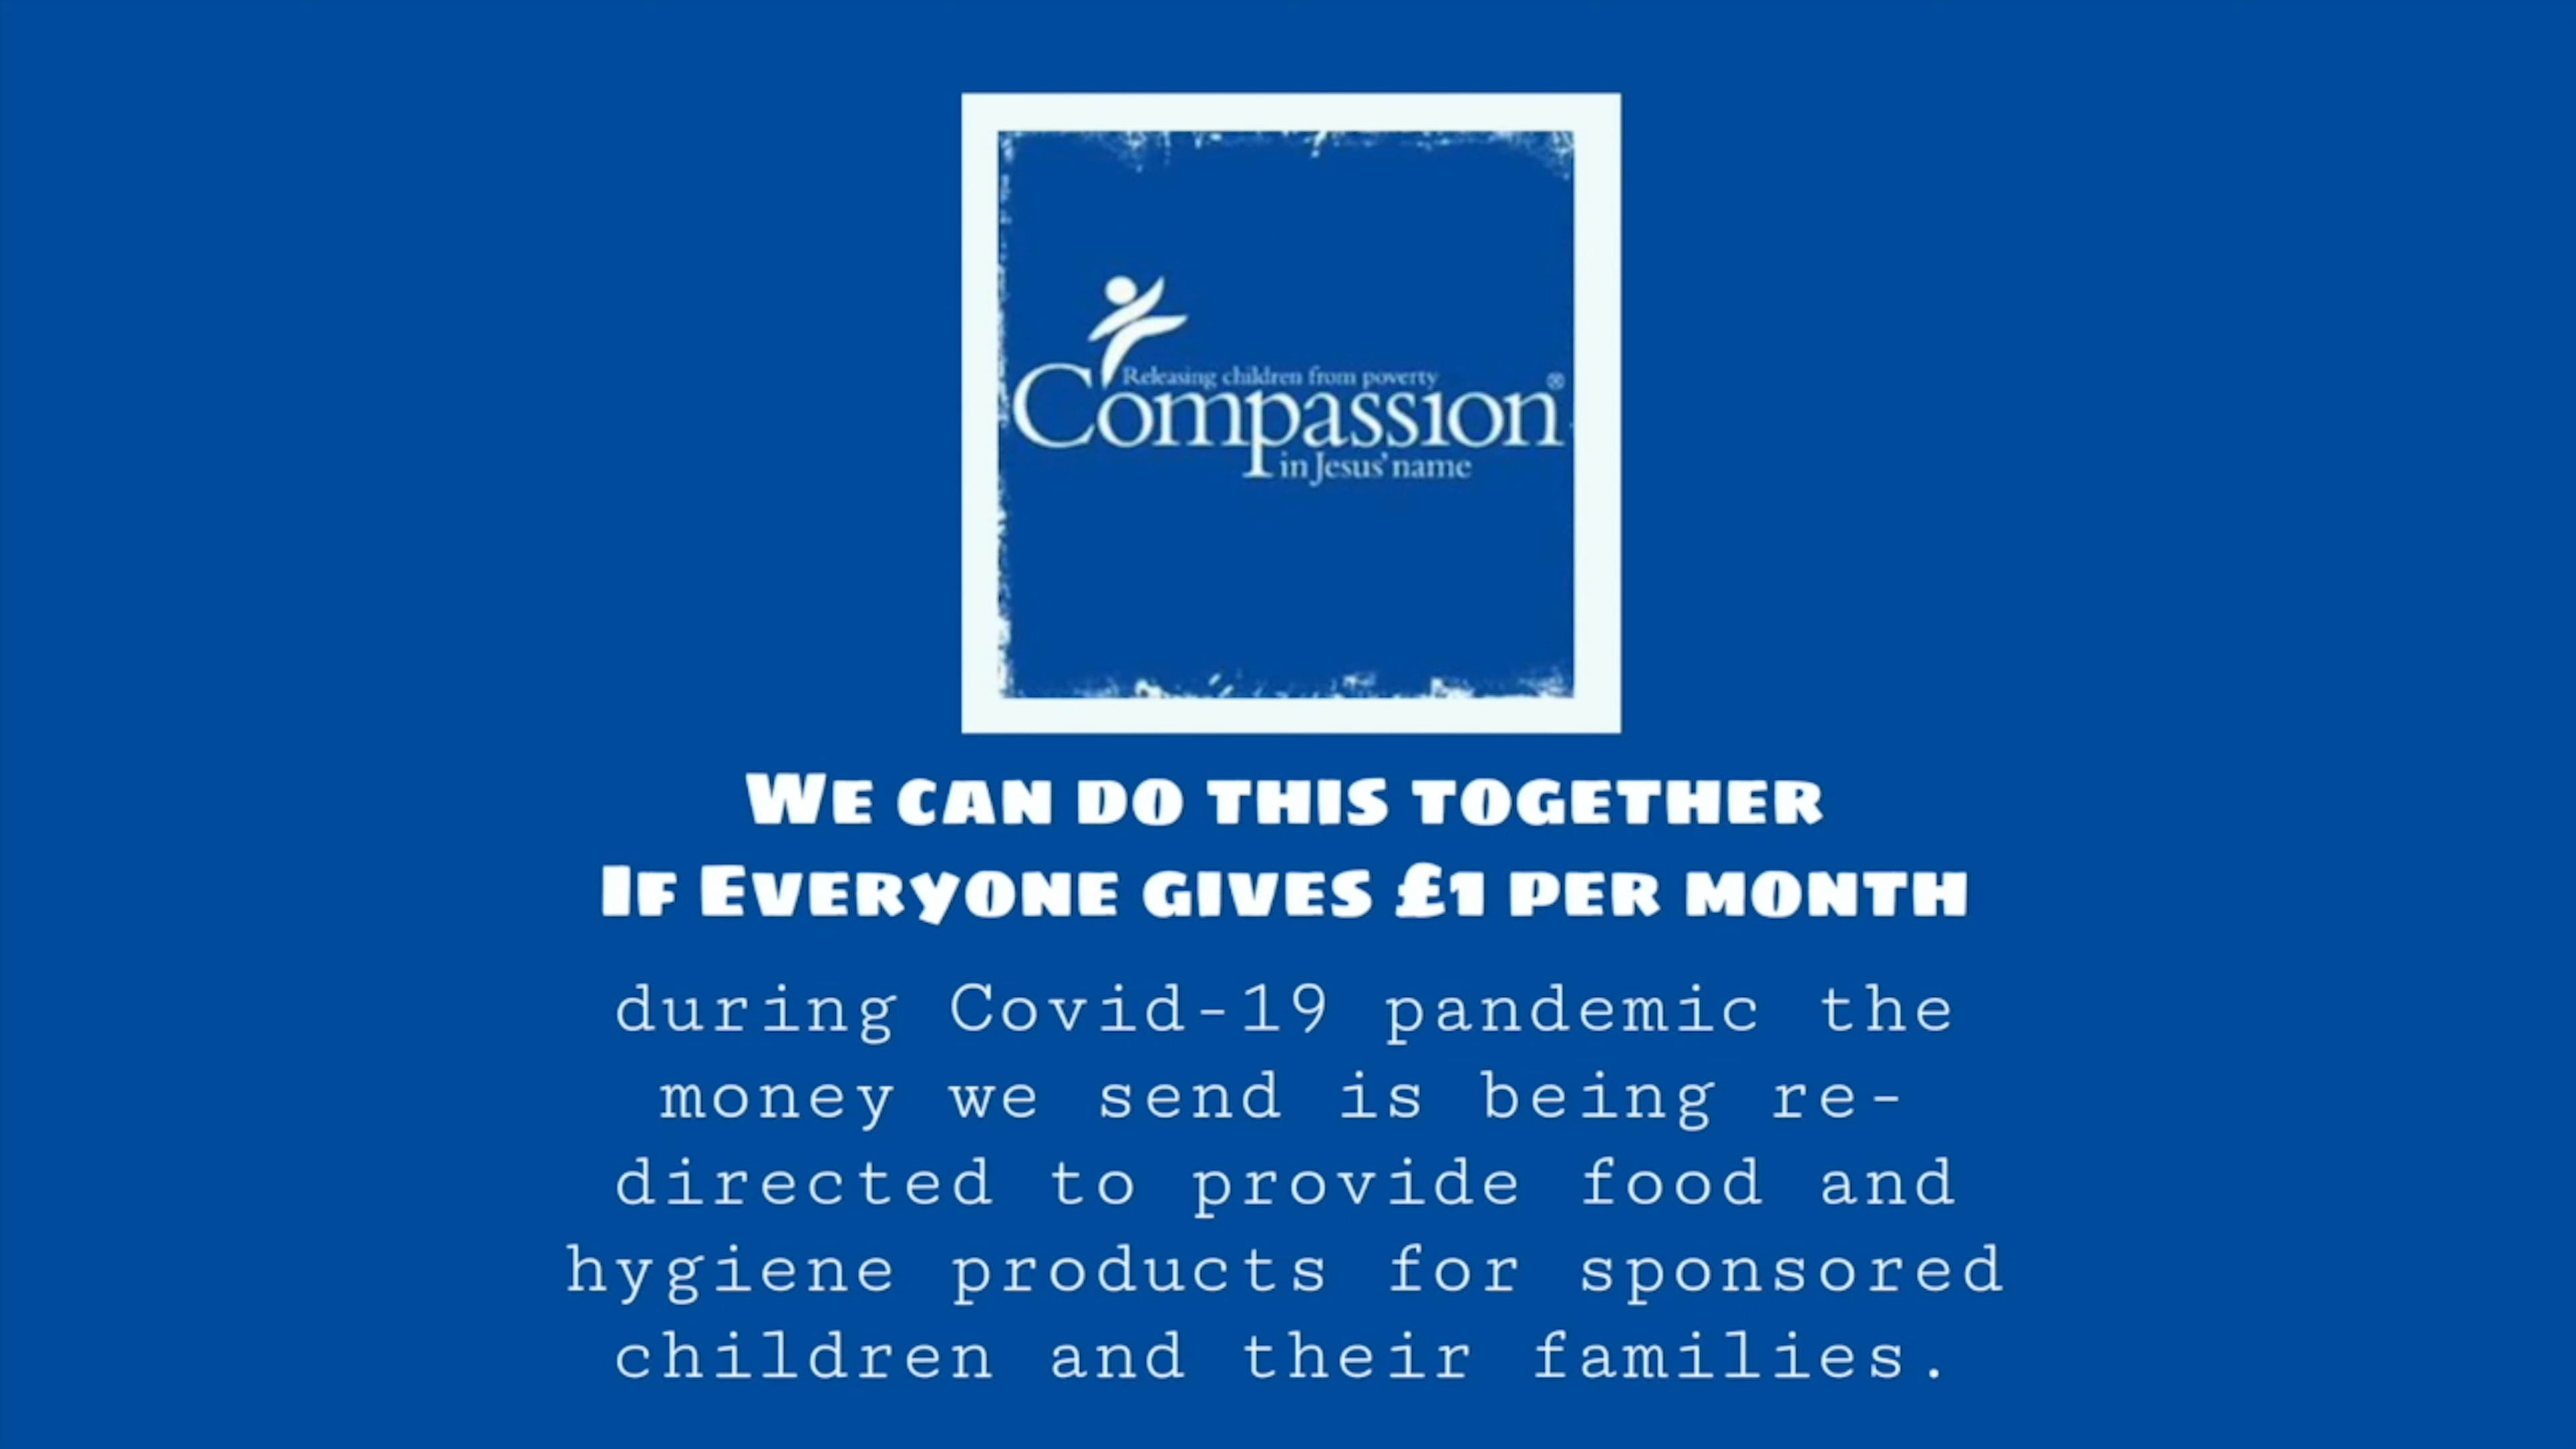 Releasing children from poverty
Compassion®
in Jesus' name
We can do this together
If Everyone gives £1 per month
during Covid-19 pandemic the
money we send is being re-
directed to provide food and
hygiene products for sponsored
children and their families.